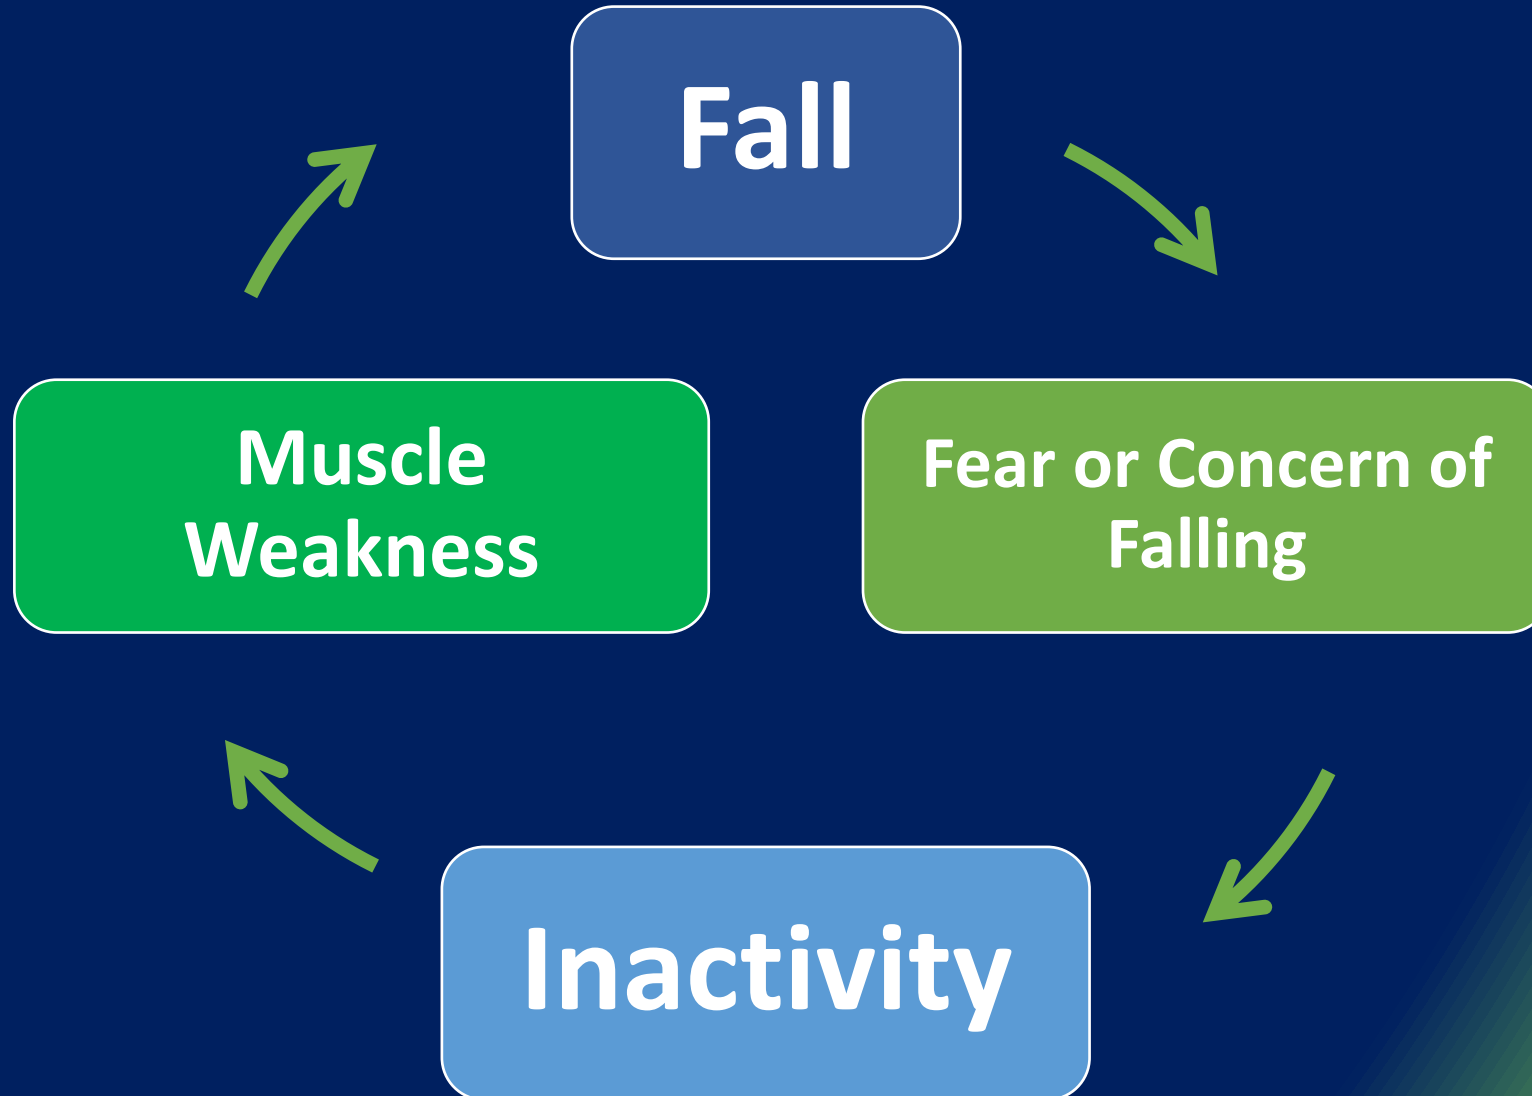 Fall
Muscle
Weakness
Fear or Concern of
Falling
Inactivity